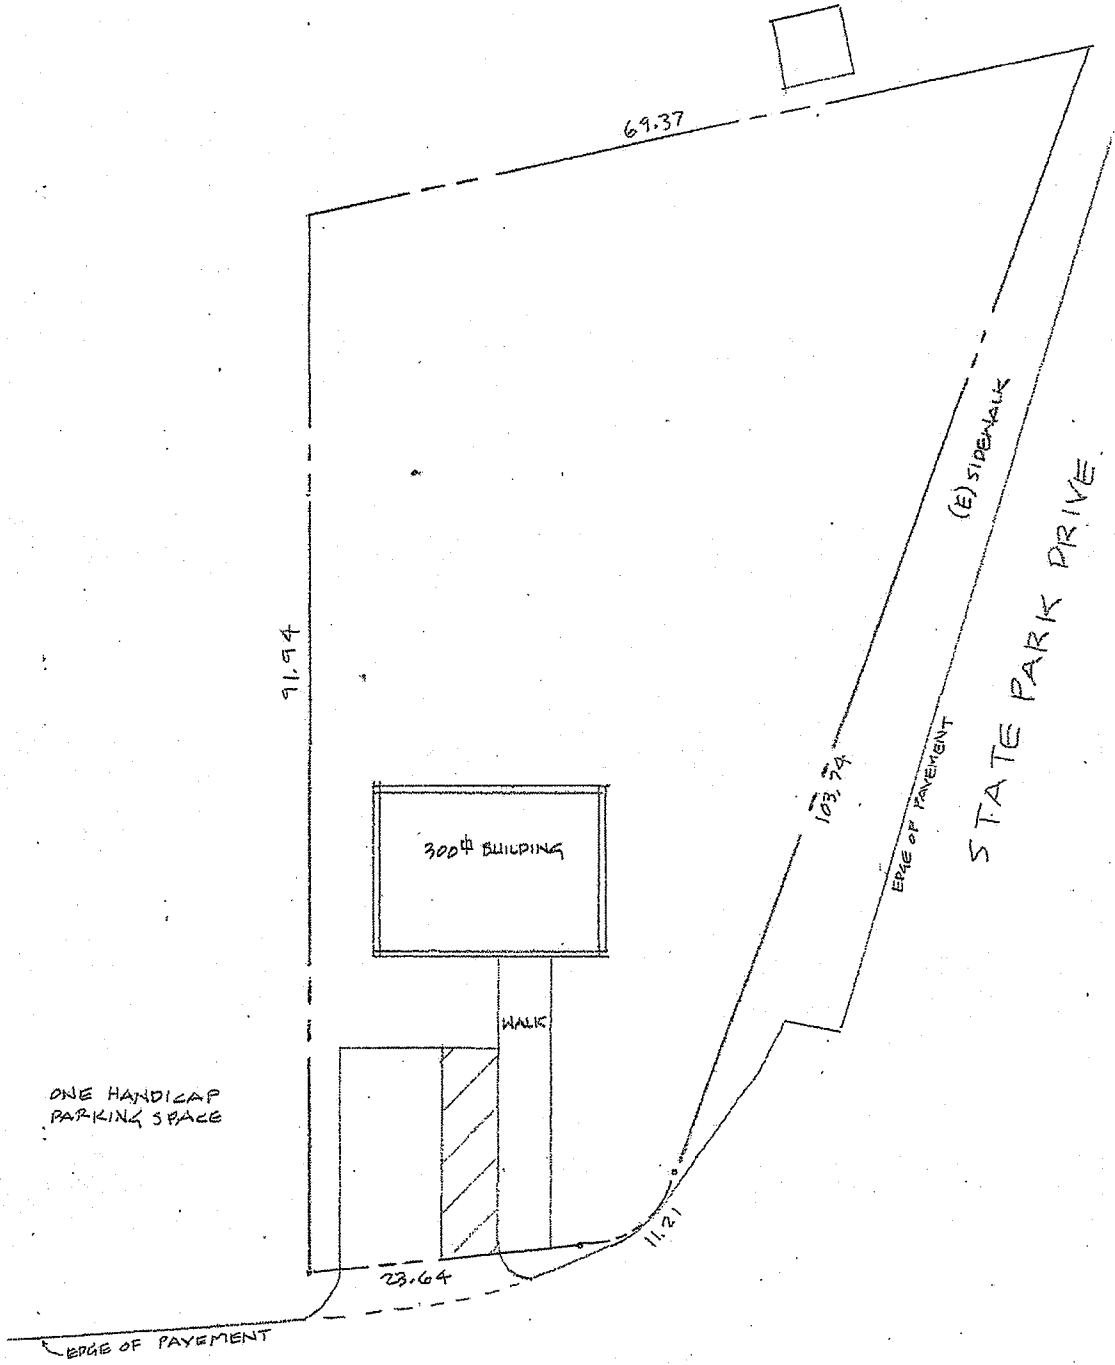 69.37
(E) SIDEWALK
STATE PARK DRIVE.
91.94
103.74
EDGE OF PAVEMENT
300⏍ BUILDING
WALK
ONE HANDICAP
PARKING SPACE
11.21
23.64
EDGE OF PAVEMENT